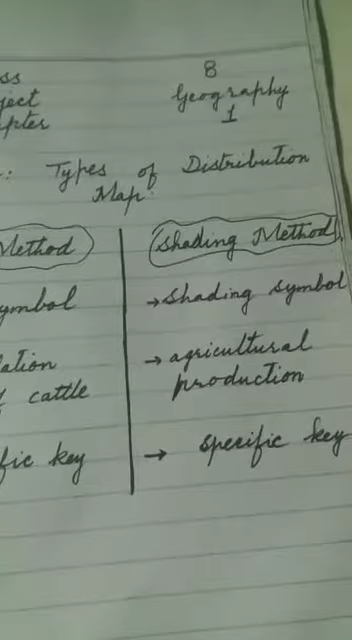 ss 8
ject Geography
pter 1
: Types of Distribution
Map.
Method Shading Method
ymbol → shading symbol
lation → agricultural
f cattle production
fic key → specific key